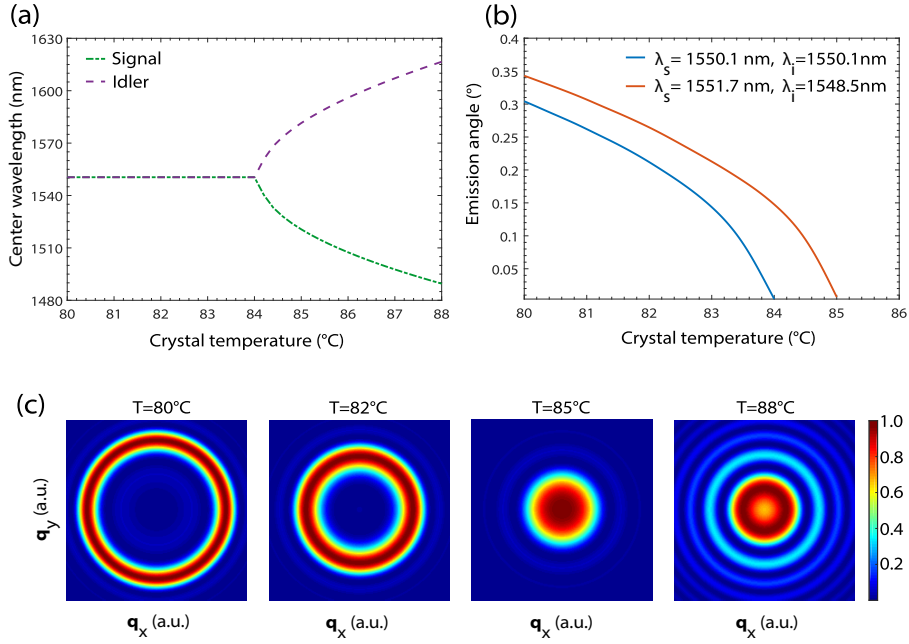 (a)
Signal
Idler
Center wavelength (nm)
1630
1600
1570
1540
1510
1480
80 81 82 83 84 85 86 87 88
Crystal temperature (°C)
(b)
λs = 1550.1 nm, λi=1550.1nm
λs = 1551.7 nm, λi=1548.5nm
Emission angle (°)
0.4
0.35
0.3
0.25
0.2
0.15
0.1
0.05
80 81 82 83 84 85 86
Crystal temperature (°C)
(c)
T=80°C T=82°C T=85°C T=88°C
qy (a.u.)
1.0
0.8
0.6
0.4
0.2
qx (a.u.) qx (a.u.) qx (a.u.) qx (a.u.)